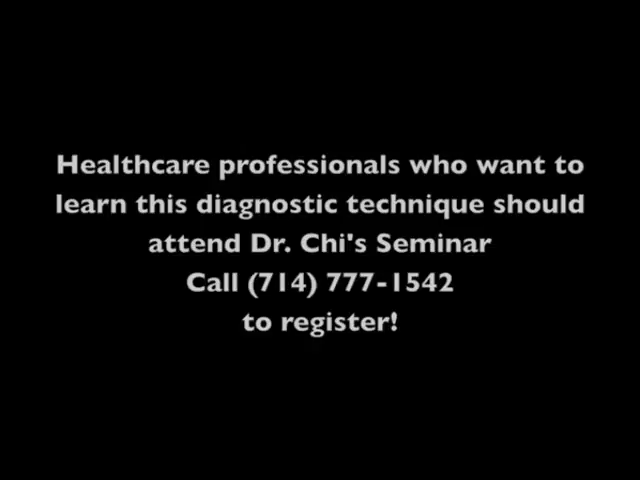 Healthcare professionals who want to
learn this diagnostic technique should
attend Dr. Chi's Seminar
Call (714) 777-1542
to register!